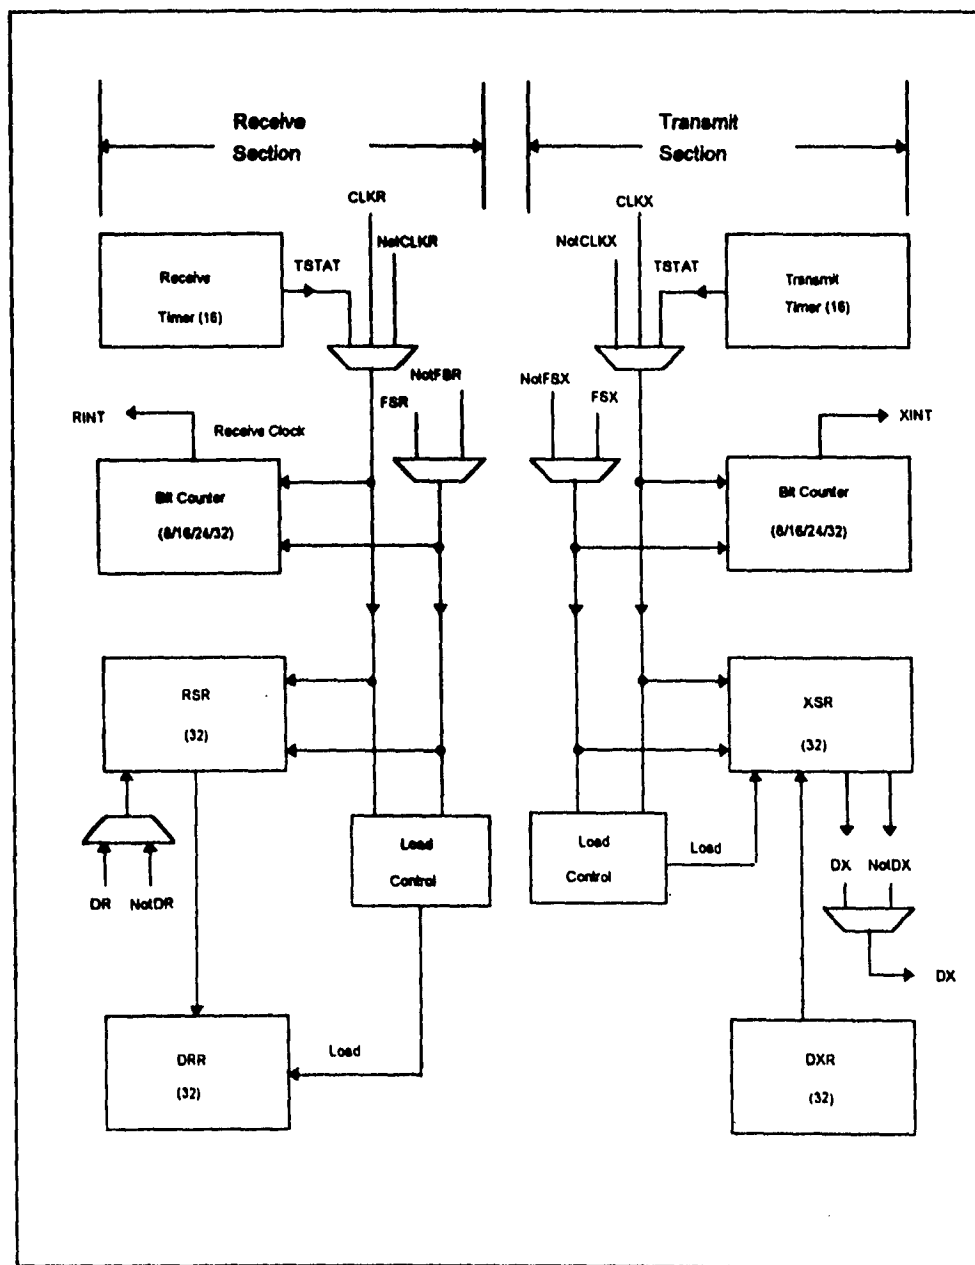 Receive
Section
Transmit
Section
CLKR
CLKX
NotCLKR
NotCLKX
TSTAT
TSTAT
Receive
Timer (16)
Transmit
Timer (16)
NotFSR
FSR
NotFSX
FSX
RINT
Receive Clock
XINT
Bit Counter
(8/16/24/32)
Bit Counter
(8/16/24/32)
RSR
(32)
XSR
(32)
Load
Control
Load
Control
Load
DR
NotDR
DX
NotDX
DX
DRR
(32)
Load
DXR
(32)